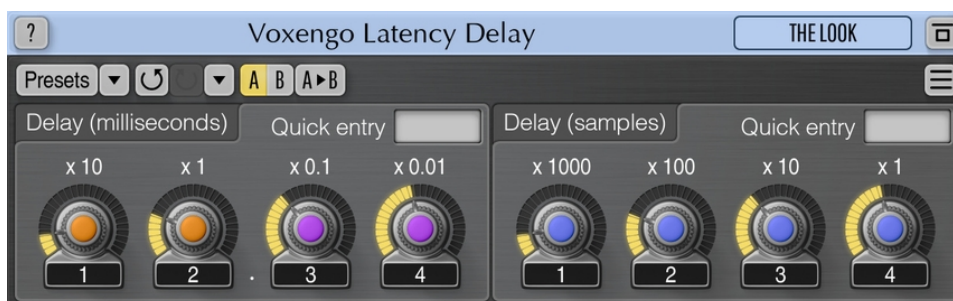 ? Voxengo Latency Delay THE LOOK
Presets A B A▸B
Delay (milliseconds) Quick entry Delay (samples) Quick entry
x 10 x 1 x 0.1 x 0.01 x 1000 x 100 x 10 x 1
1 2 . 3 4 1 2 3 4